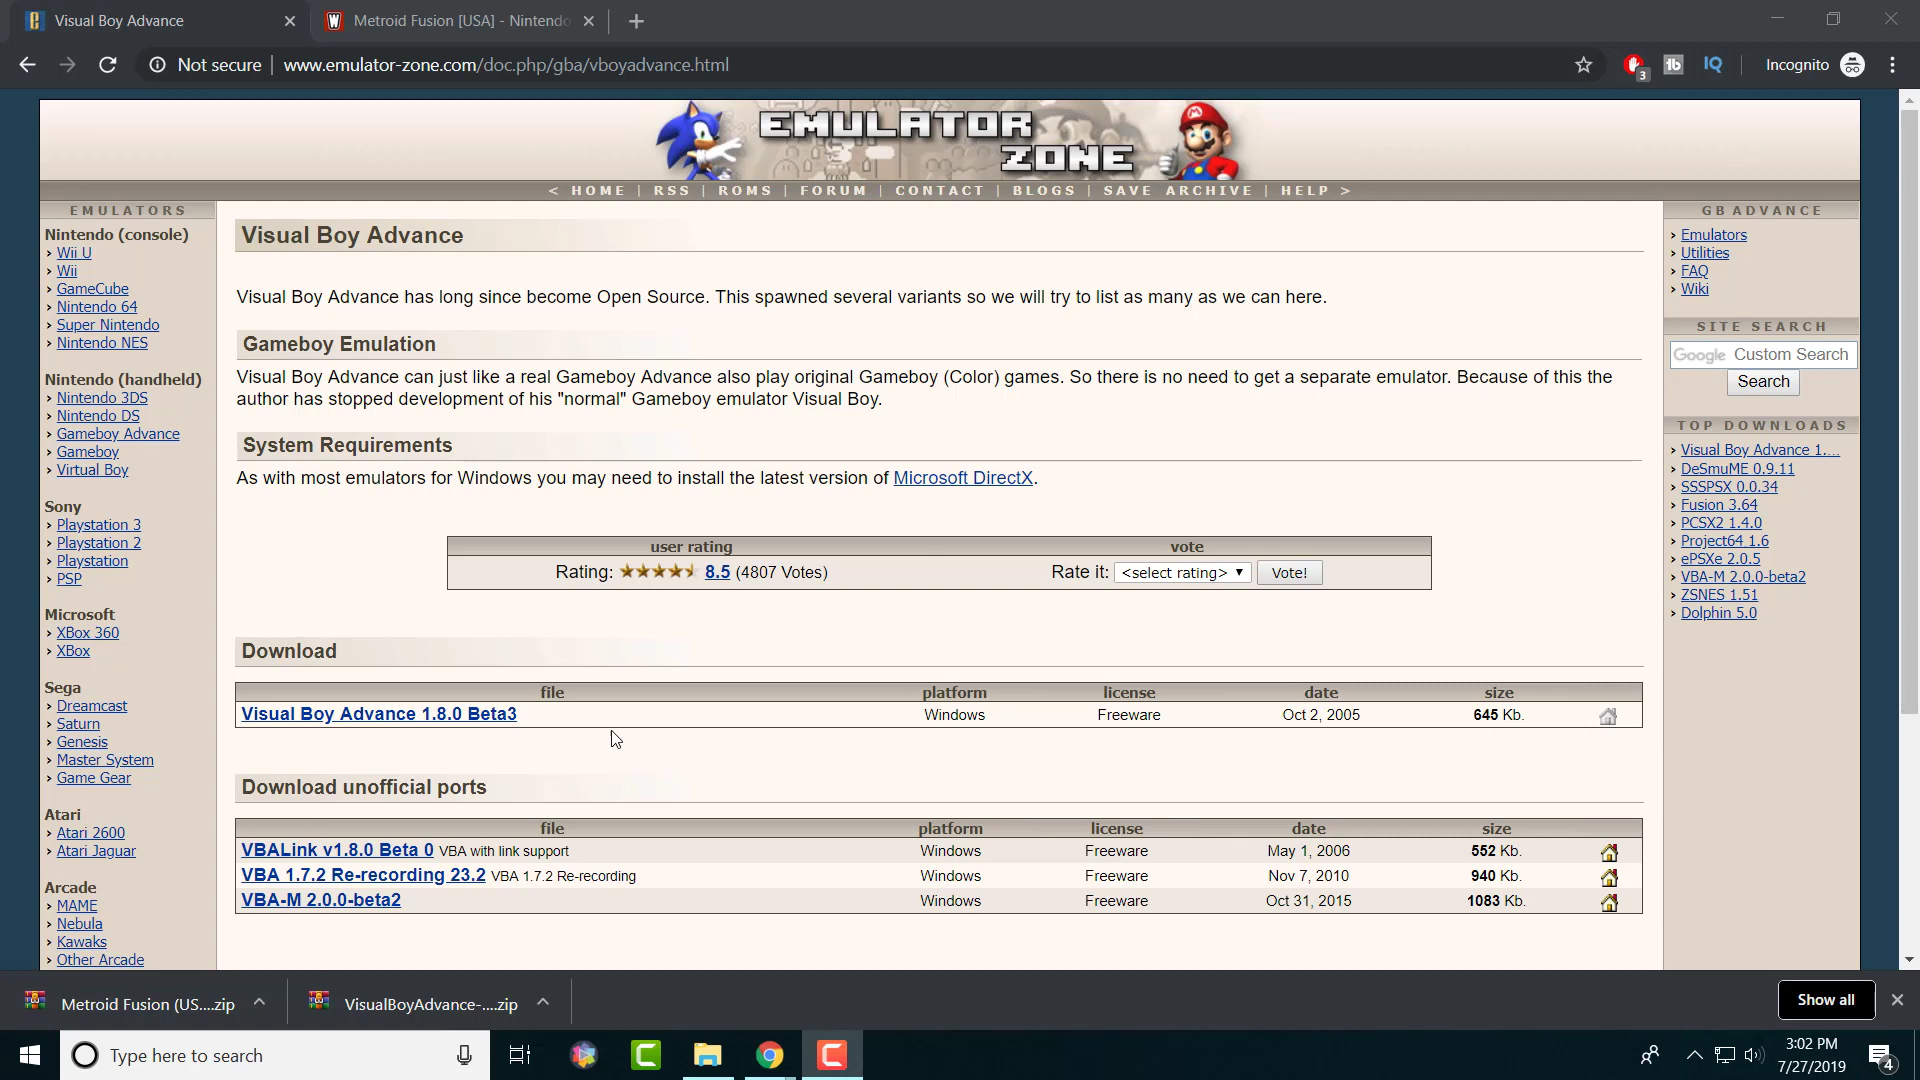 Visual Boy Advance
Metroid Fusion [USA] - Nintendo
Not secure
www.emulator-zone.com/doc.php/gba/vboyadvance.html
3
Incognito
EMULATOR
ZONE
< HOME | RSS | ROMS | FORUM | CONTACT | BLOGS | SAVE ARCHIVE | HELP >
EMULATORS
Nintendo (console)
› Wii U
› Wii
› GameCube
› Nintendo 64
› Super Nintendo
› Nintendo NES
Nintendo (handheld)
› Nintendo 3DS
› Nintendo DS
› Gameboy Advance
› Gameboy
› Virtual Boy
Sony
› Playstation 3
› Playstation 2
› Playstation
› PSP
Microsoft
› XBox 360
› XBox
Sega
› Dreamcast
› Saturn
› Genesis
› Master System
› Game Gear
Atari
› Atari 2600
› Atari Jaguar
Arcade
› MAME
› Nebula
› Kawaks
› Other Arcade
Visual Boy Advance
Visual Boy Advance has long since become Open Source. This spawned several variants so we will try to list as many as we can here.
Gameboy Emulation
Visual Boy Advance can just like a real Gameboy Advance also play original Gameboy (Color) games. So there is no need to get a separate emulator. Because of this the
author has stopped development of his "normal" Gameboy emulator Visual Boy.
System Requirements
As with most emulators for Windows you may need to install the latest version of Microsoft DirectX.
user rating vote
Rating: 8.5 (4807 Votes) Rate it: <select rating> Vote!
Download
file platform license date size
Visual Boy Advance 1.8.0 Beta3 Windows Freeware Oct 2, 2005 645 Kb.
Download unofficial ports
file platform license date size
VBALink v1.8.0 Beta 0 VBA with link support Windows Freeware May 1, 2006 552 Kb.
VBA 1.7.2 Re-recording 23.2 VBA 1.7.2 Re-recording Windows Freeware Nov 7, 2010 940 Kb.
VBA-M 2.0.0-beta2 Windows Freeware Oct 31, 2015 1083 Kb.
GB ADVANCE
› Emulators
› Utilities
› FAQ
› Wiki
SITE SEARCH
Google Custom Search
Search
TOP DOWNLOADS
› Visual Boy Advance 1....
› DeSmuME 0.9.11
› SSSPSX 0.0.34
› Fusion 3.64
› PCSX2 1.4.0
› Project64 1.6
› ePSXe 2.0.5
› VBA-M 2.0.0-beta2
› ZSNES 1.51
› Dolphin 5.0
Metroid Fusion (US....zip
VisualBoyAdvance-....zip
Show all
Type here to search
3:02 PM
7/27/2019
4